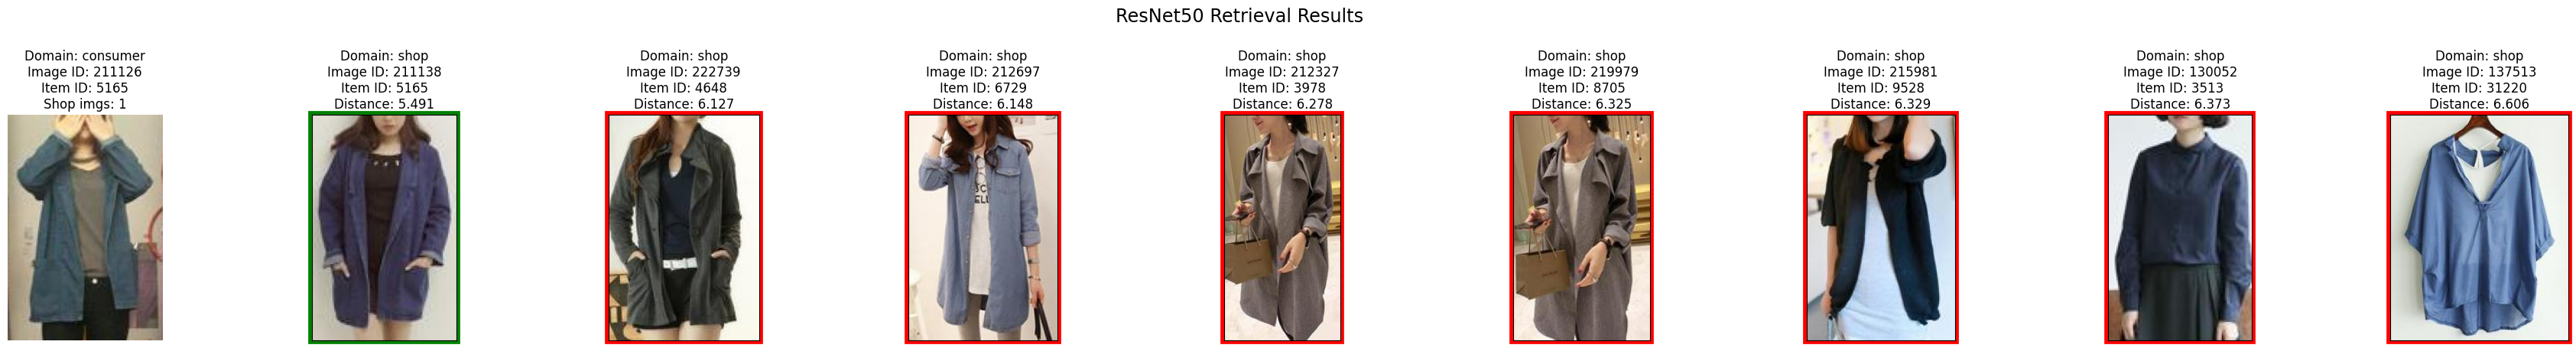 ResNet50 Retrieval Results
Domain: consumer
Image ID: 211126
Item ID: 5165
Shop imgs: 1
Domain: shop
Image ID: 211138
Item ID: 5165
Distance: 5.491
Domain: shop
Image ID: 222739
Item ID: 4648
Distance: 6.127
Domain: shop
Image ID: 212697
Item ID: 6729
Distance: 6.148
Domain: shop
Image ID: 212327
Item ID: 3978
Distance: 6.278
Domain: shop
Image ID: 219979
Item ID: 8705
Distance: 6.325
Domain: shop
Image ID: 215981
Item ID: 9528
Distance: 6.329
Domain: shop
Image ID: 130052
Item ID: 3513
Distance: 6.373
Domain: shop
Image ID: 137513
Item ID: 31220
Distance: 6.606